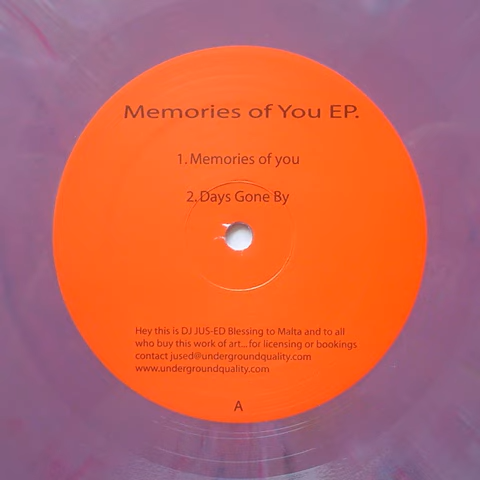 Memories of You EP.
1. Memories of you
2. Days Gone By
Hey this is DJ JUS-ED Blessing to Malta and to all
who buy this work of art... for licensing or bookings
contact jused@undergroundquality.com
www.undergroundquality.com
A